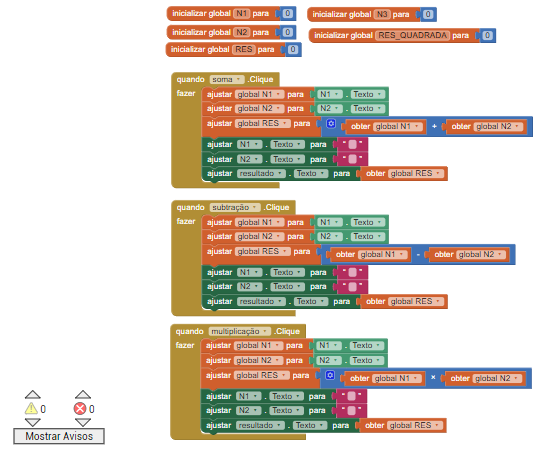 inicializar global N1 para 0
inicializar global N3 para 0
inicializar global N2 para 0
inicializar global RES_QUADRADA para 0
inicializar global RES para 0
quando soma .Clique
fazer ajustar global N1 para N1 . Texto
ajustar global N2 para N2 . Texto
ajustar global RES para obter global N1 + obter global N2
ajustar N1 . Texto para " "
ajustar N2 . Texto para " "
ajustar resultado . Texto para obter global RES
quando subtração .Clique
fazer ajustar global N1 para N1 . Texto
ajustar global N2 para N2 . Texto
ajustar global RES para obter global N1 - obter global N2
ajustar N1 . Texto para " "
ajustar N2 . Texto para " "
ajustar resultado . Texto para obter global RES
quando multiplicação .Clique
fazer ajustar global N1 para N1 . Texto
ajustar global N2 para N2 . Texto
ajustar global RES para obter global N1 × obter global N2
ajustar N1 . Texto para " "
ajustar N2 . Texto para " "
ajustar resultado . Texto para obter global RES
0 0
Mostrar Avisos